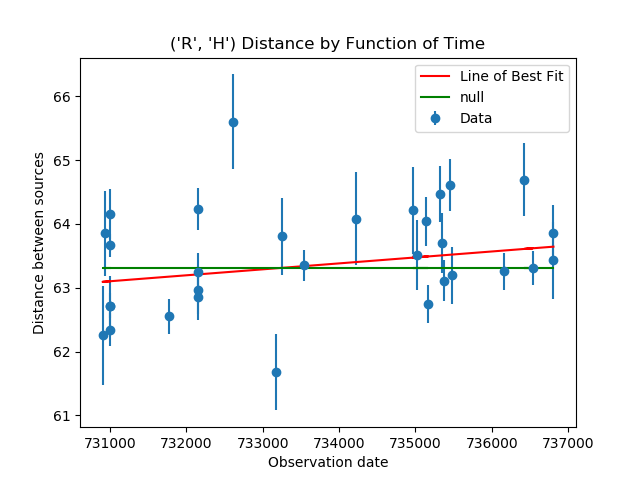 ('R', 'H') Distance by Function of Time
Line of Best Fit
null
Data
Distance between sources
66
65
64
63
62
61
731000 732000 733000 734000 735000 736000 737000
Observation date